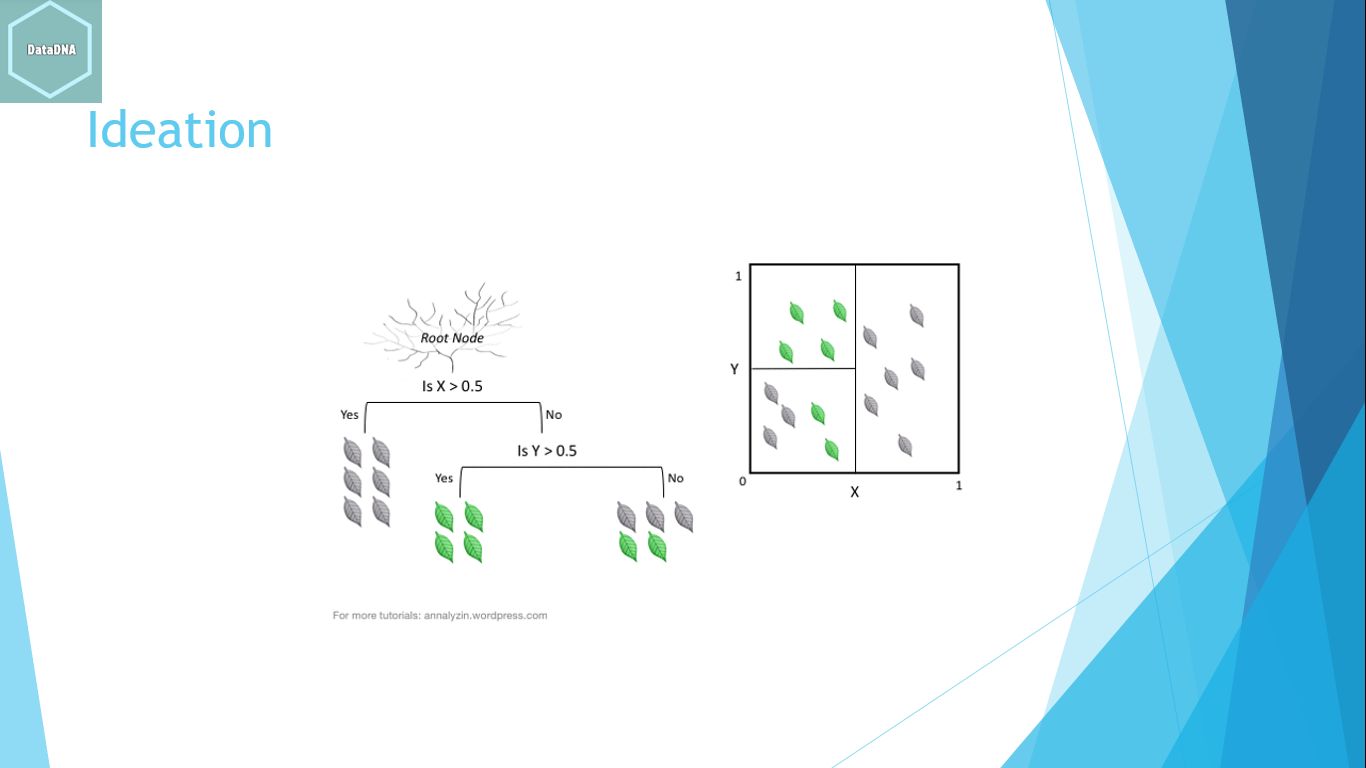 DataDNA
Ideation
Root Node
Is X > 0.5
Yes
No
Is Y > 0.5
Yes
No
1
Y
0
X
1
For more tutorials: annalyzin.wordpress.com